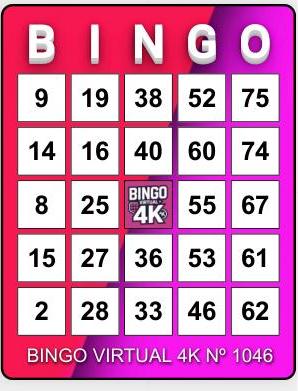 B I N G O
9 19 38 52 75
14 16 40 60 74
8 25 BINGO VIRTUAL 4K 55 67
15 27 36 53 61
2 28 33 46 62
BINGO VIRTUAL 4K Nº 1046